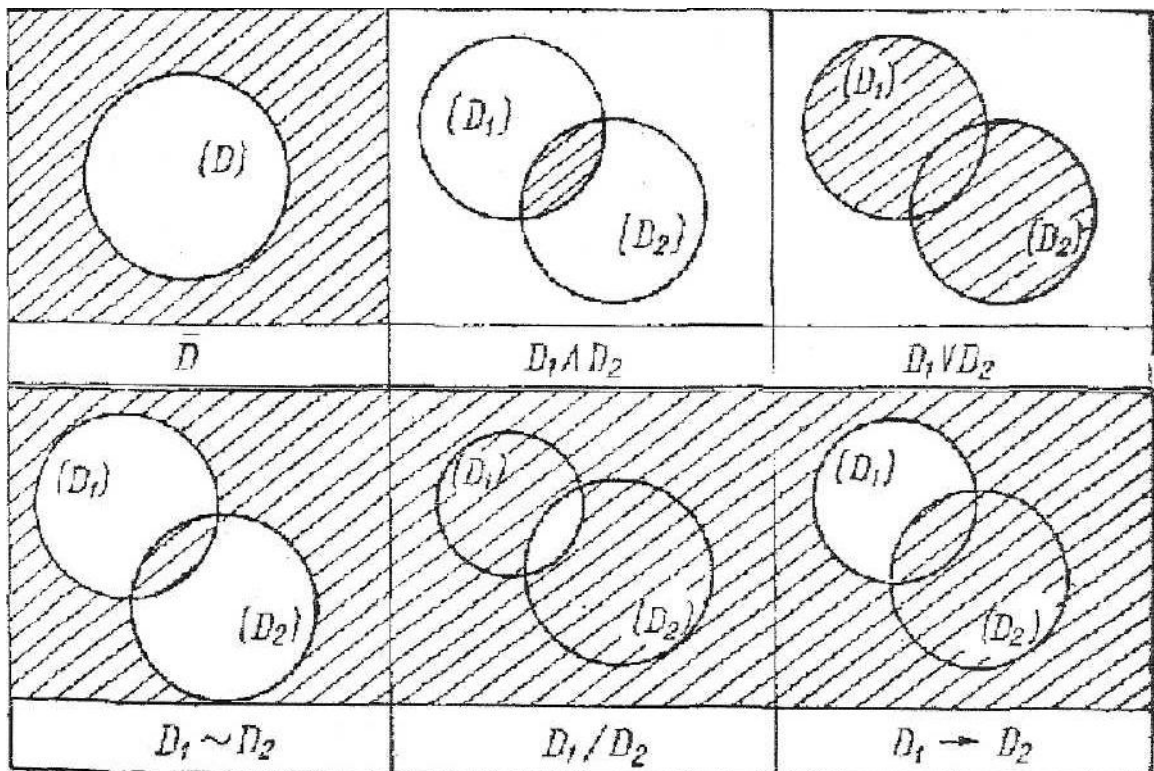 (D)
(D₁)
(D₂)
(D₁)
(D₂)
D̅
D₁∧D₂
D₁∨D₂
(D₁)
(D₂)
(D₁)
(D₂)
(D₁)
(D₂)
D₁~D₂
D₁/D₂
D₁→D₂